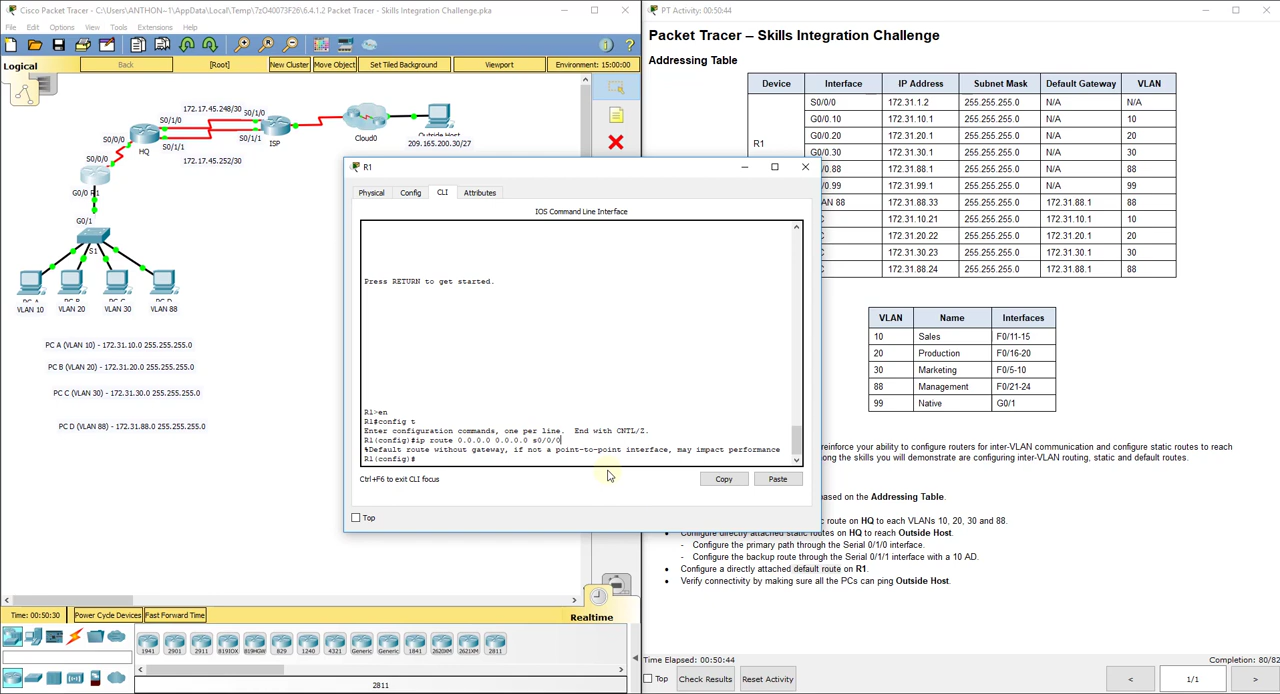 Cisco Packet Tracer - C:\Users\ANTHON~1\AppData\Local\Temp\7zO40073F26\6.4.1.2 Packet Tracer - Skills Integration Challenge.pka
File Edit Options View Tools Extensions Help
Logical
Back
[Root]
New Cluster
Move Object
Set Tiled Background
Viewport
Environment: 15:00:00
172.17.45.248/30
S0/1/0
S0/1/0
S0/0/0
HQ
S0/1/1
S0/1/1
ISP
172.17.45.252/30
Cloud0
Outside Host
209.165.200.30/27
S0/0/0
G0/0 R1
G0/1
S1
PC A
VLAN 10
PC B
VLAN 20
PC C
VLAN 30
PC D
VLAN 88
PC A (VLAN 10) - 172.31.10.0 255.255.255.0
PC B (VLAN 20) - 172.31.20.0 255.255.255.0
PC C (VLAN 30) - 172.31.30.0 255.255.255.0
PC D (VLAN 88) - 172.31.88.0 255.255.255.0
R1
Physical Config CLI Attributes
IOS Command Line Interface
Press RETURN to get started.
R1>en
R1#config t
Enter configuration commands, one per line. End with CNTL/Z.
R1(config)#ip route 0.0.0.0 0.0.0.0 s0/0/0
%Default route without gateway, if not a point-to-point interface, may impact performance
R1(config)#
Ctrl+F6 to exit CLI focus
Copy
Paste
Top
Time: 00:50:30
Power Cycle Devices
Fast Forward Time
Realtime
1941 2901 2911 819IOX 819HGW 829 1240 4321 Generic Generic 1841 2620XM 2621XM 2811
2811
PT Activity: 00:50:44
Packet Tracer – Skills Integration Challenge
Addressing Table
Device Interface IP Address Subnet Mask Default Gateway VLAN
R1
S0/0/0 172.31.1.2 255.255.255.0 N/A N/A
G0/0.10 172.31.10.1 255.255.255.0 N/A 10
G0/0.20 172.31.20.1 255.255.255.0 N/A 20
G0/0.30 172.31.30.1 255.255.255.0 N/A 30
/0.88 172.31.88.1 255.255.255.0 N/A 88
/0.99 172.31.99.1 255.255.255.0 N/A 99
LAN 88 172.31.88.33 255.255.255.0 172.31.88.1 88
C 172.31.10.21 255.255.255.0 172.31.10.1 10
C 172.31.20.22 255.255.255.0 172.31.20.1 20
C 172.31.30.23 255.255.255.0 172.31.30.1 30
C 172.31.88.24 255.255.255.0 172.31.88.1 88
VLAN Name Interfaces
10 Sales F0/11-15
20 Production F0/16-20
30 Marketing F0/5-10
88 Management F0/21-24
99 Native G0/1
reinforce your ability to configure routers for inter-VLAN communication and configure static routes to reach
ong the skills you will demonstrate are configuring inter-VLAN routing, static and default routes.
based on the Addressing Table.
c route on HQ to each VLANs 10, 20, 30 and 88.
Configure directly attached static routes on HQ to reach Outside Host.
- Configure the primary path through the Serial 0/1/0 interface.
- Configure the backup route through the Serial 0/1/1 interface with a 10 AD.
Configure a directly attached default route on R1.
Verify connectivity by making sure all the PCs can ping Outside Host.
Time Elapsed: 00:50:44
Completion: 80/82
Top
Check Results
Reset Activity
<
1/1
>